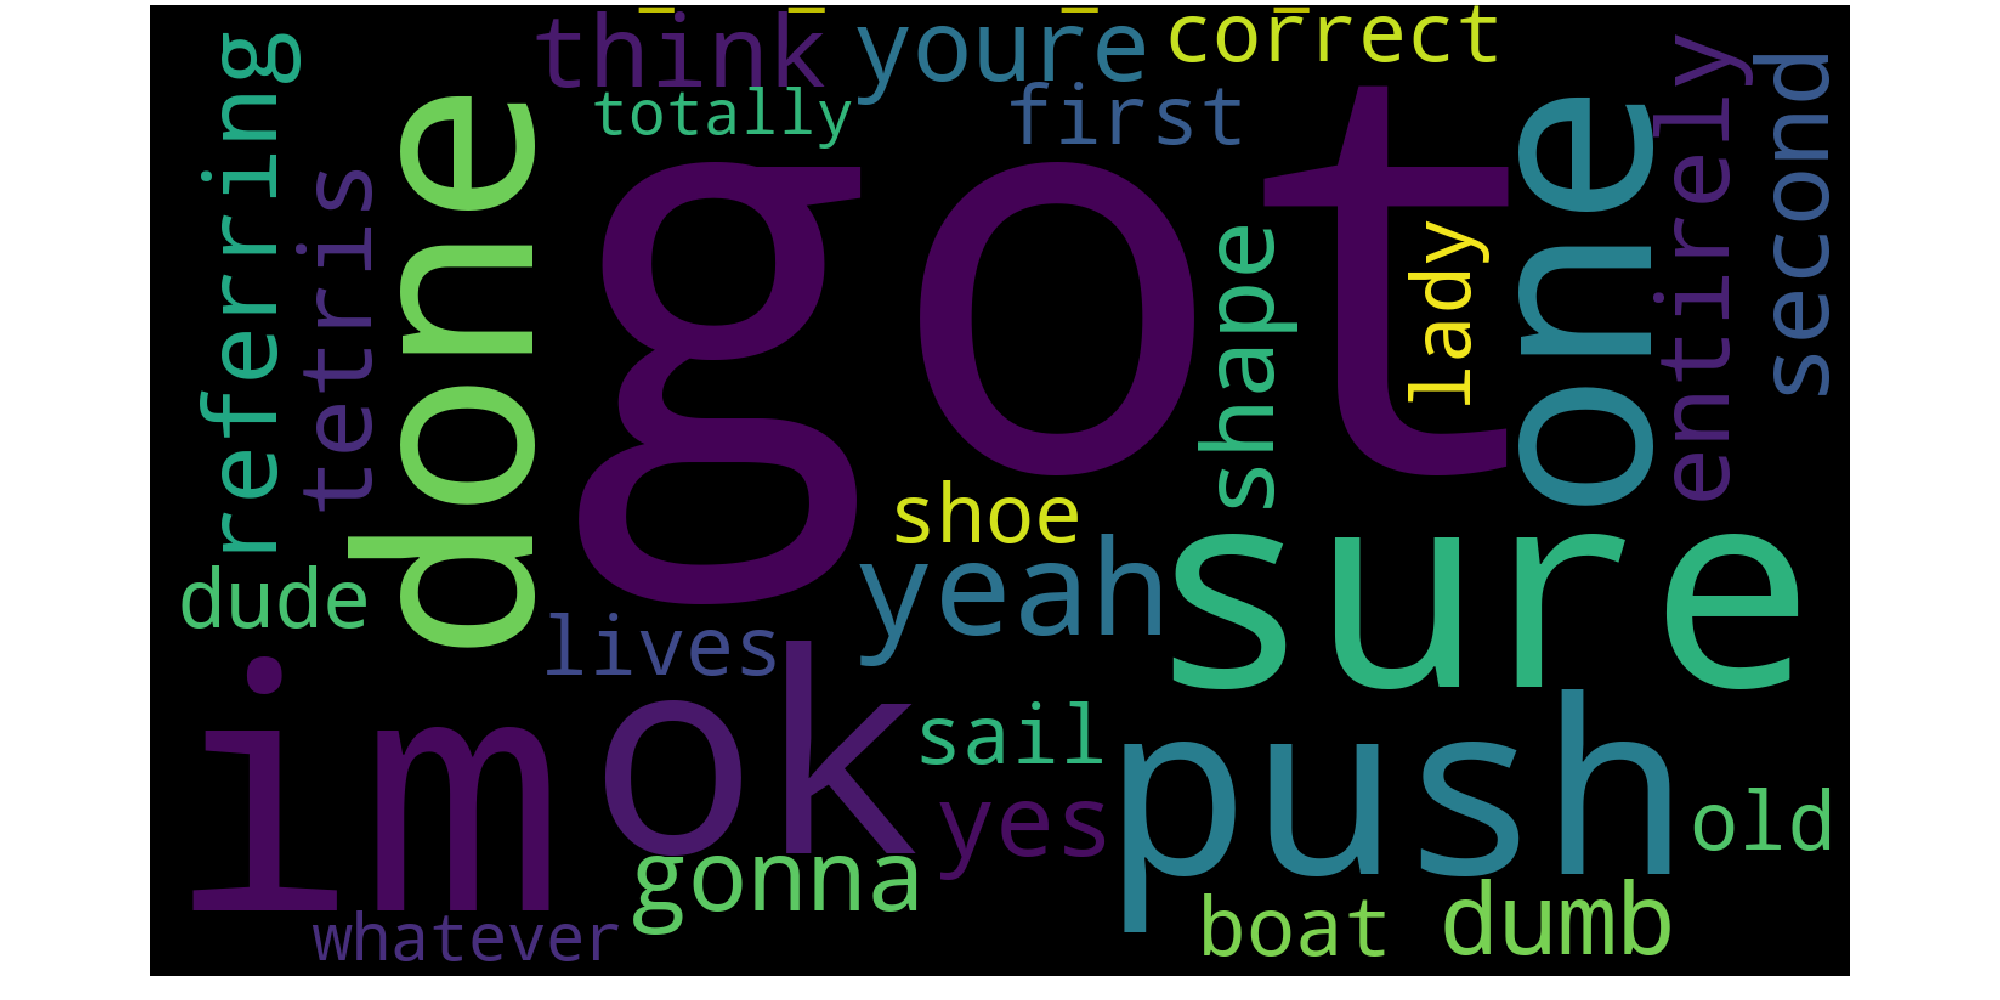 think
youre
correct
totally
first
referring
tetris
done
got
shape
lady
one
entirely
second
shoe
yeah
sure
dude
lives
im
ok
sail
yes
push
old
gonna
whatever
boat
dumb